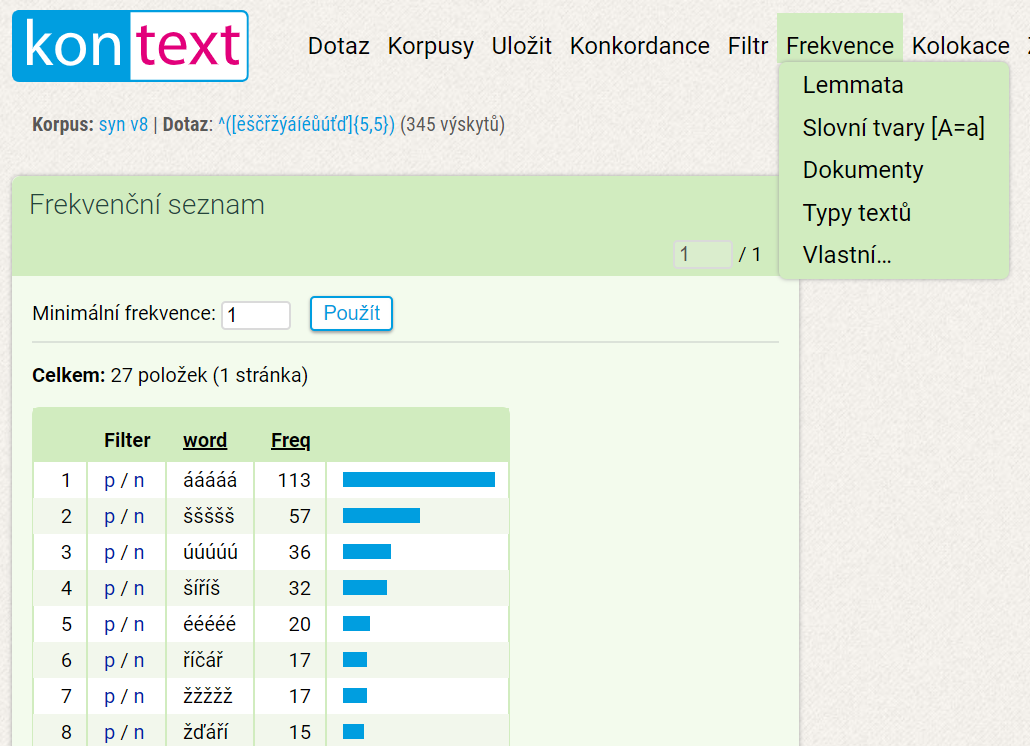 kontext
Dotaz Korpusy Uložit Konkordance Filtr Frekvence Kolokace
Lemmata
Slovní tvary [A=a]
Dokumenty
Typy textů
Vlastní...
Korpus: syn v8 | Dotaz: ^([ěščřžýáíéůúťď]{5,5}) (345 výskytů)
Frekvenční seznam
1 / 1
Minimální frekvence: 1 Použít
Celkem: 27 položek (1 stránka)
Filter word Freq
1 p / n ááááá 113
2 p / n ššššš 57
3 p / n úúúúú 36
4 p / n šíříš 32
5 p / n ééééé 20
6 p / n říčář 17
7 p / n žžžžž 17
8 p / n žďáří 15